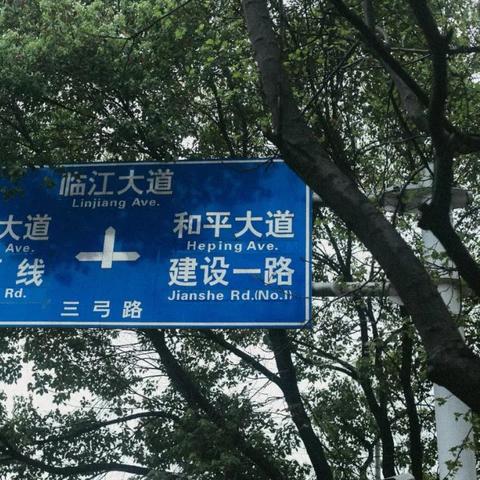 临江大道
Linjiang Ave.
大道
Ave.
线
Rd.
和平大道
Heping Ave.
建设一路
Jianshe Rd.(No.1)
三弓路